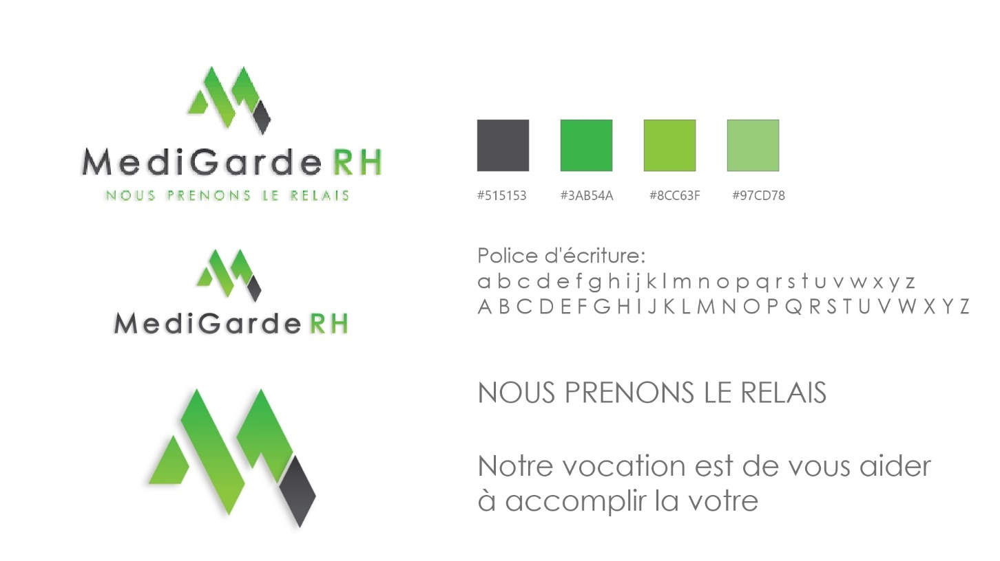 MediGarde RH
NOUS PRENONS LE RELAIS
MediGarde RH
#515153 #3AB54A #8CC63F #97CD78
Police d'écriture:
a b c d e f g h i j k l m n o p q r s t u v w x y z
A B C D E F G H I J K L M N O P Q R S T U V W X Y Z
NOUS PRENONS LE RELAIS
Notre vocation est de vous aider
à accomplir la votre